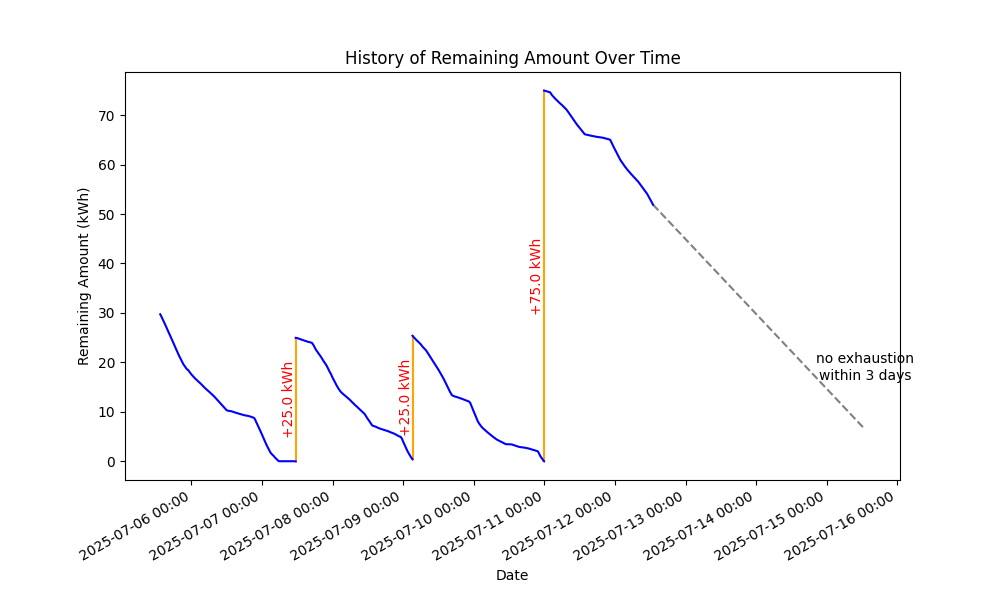 History of Remaining Amount Over Time
Remaining Amount (kWh)
70
60
50
40
30
20
10
0
+25.0 kWh
+25.0 kWh
+75.0 kWh
no exhaustion
within 3 days
2025-07-06 00:00
2025-07-07 00:00
2025-07-08 00:00
2025-07-09 00:00
2025-07-10 00:00
2025-07-11 00:00
2025-07-12 00:00
2025-07-13 00:00
2025-07-14 00:00
2025-07-15 00:00
2025-07-16 00:00
Date